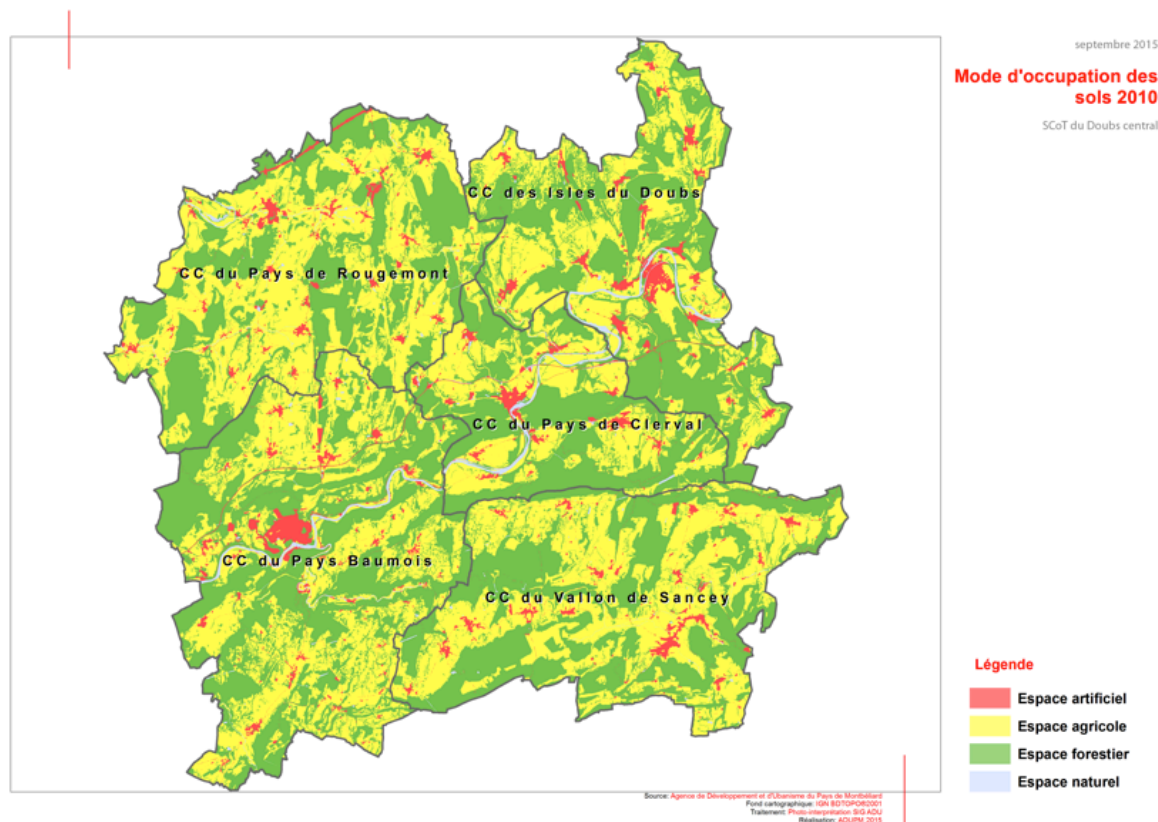 septembre 2015
Mode d'occupation des
sols 2010
SCoT du Doubs central
CC des Isles du Doubs
CC du Pays de Rougemont
CC du Pays de Clerval
CC du Pays Baumois
CC du Vallon de Sancey
Légende
Espace artificiel
Espace agricole
Espace forestier
Espace naturel
Source: Agence de Développement et d'Urbanisme du Pays de Montbéliard
Fond cartographique: IGN BDTOPO®2001
Traitement: Photo-interprétation SIG ADU
Réalisation: ADUPM 2015